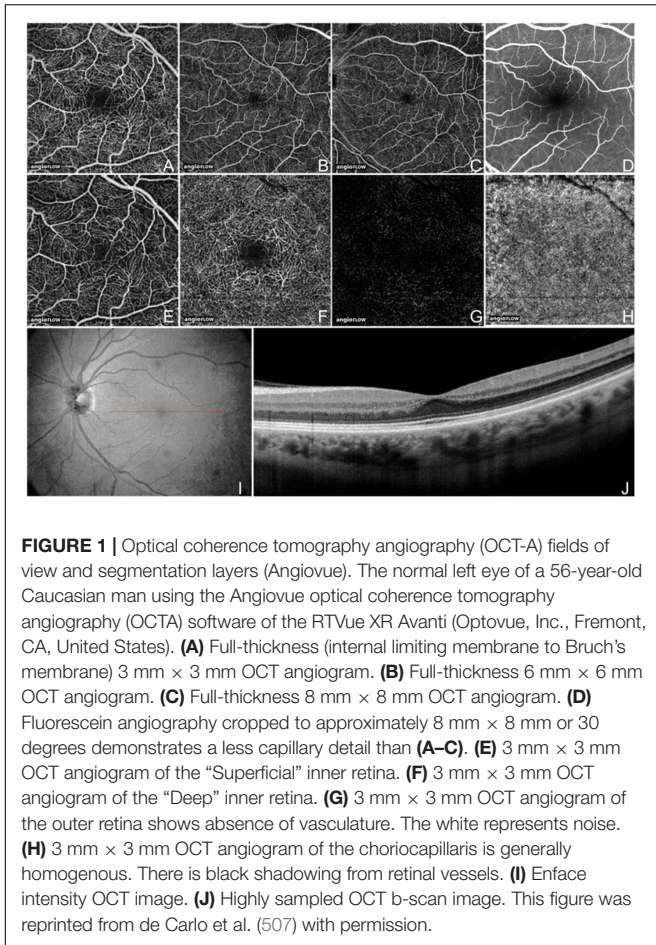 A
B
C
D
angioFLOW
angioFLOW
angioFLOW
E
F
G
H
angioFLOW
angioFLOW
angioFLOW
angioFLOW
I
J
FIGURE 1 | Optical coherence tomography angiography (OCT-A) fields of
view and segmentation layers (Angiovue). The normal left eye of a 56-year-old
Caucasian man using the Angiovue optical coherence tomography
angiography (OCTA) software of the RTVue XR Avanti (Optovue, Inc., Fremont,
CA, United States). (A) Full-thickness (internal limiting membrane to Bruch's
membrane) 3 mm × 3 mm OCT angiogram. (B) Full-thickness 6 mm × 6 mm
OCT angiogram. (C) Full-thickness 8 mm × 8 mm OCT angiogram. (D)
Fluorescein angiography cropped to approximately 8 mm × 8 mm or 30
degrees demonstrates a less capillary detail than (A–C). (E) 3 mm × 3 mm
OCT angiogram of the "Superficial" inner retina. (F) 3 mm × 3 mm OCT
angiogram of the "Deep" inner retina. (G) 3 mm × 3 mm OCT angiogram of
the outer retina shows absence of vasculature. The white represents noise.
(H) 3 mm × 3 mm OCT angiogram of the choriocapillaris is generally
homogenous. There is black shadowing from retinal vessels. (I) Enface
intensity OCT image. (J) Highly sampled OCT b-scan image. This figure was
reprinted from de Carlo et al. (507) with permission.